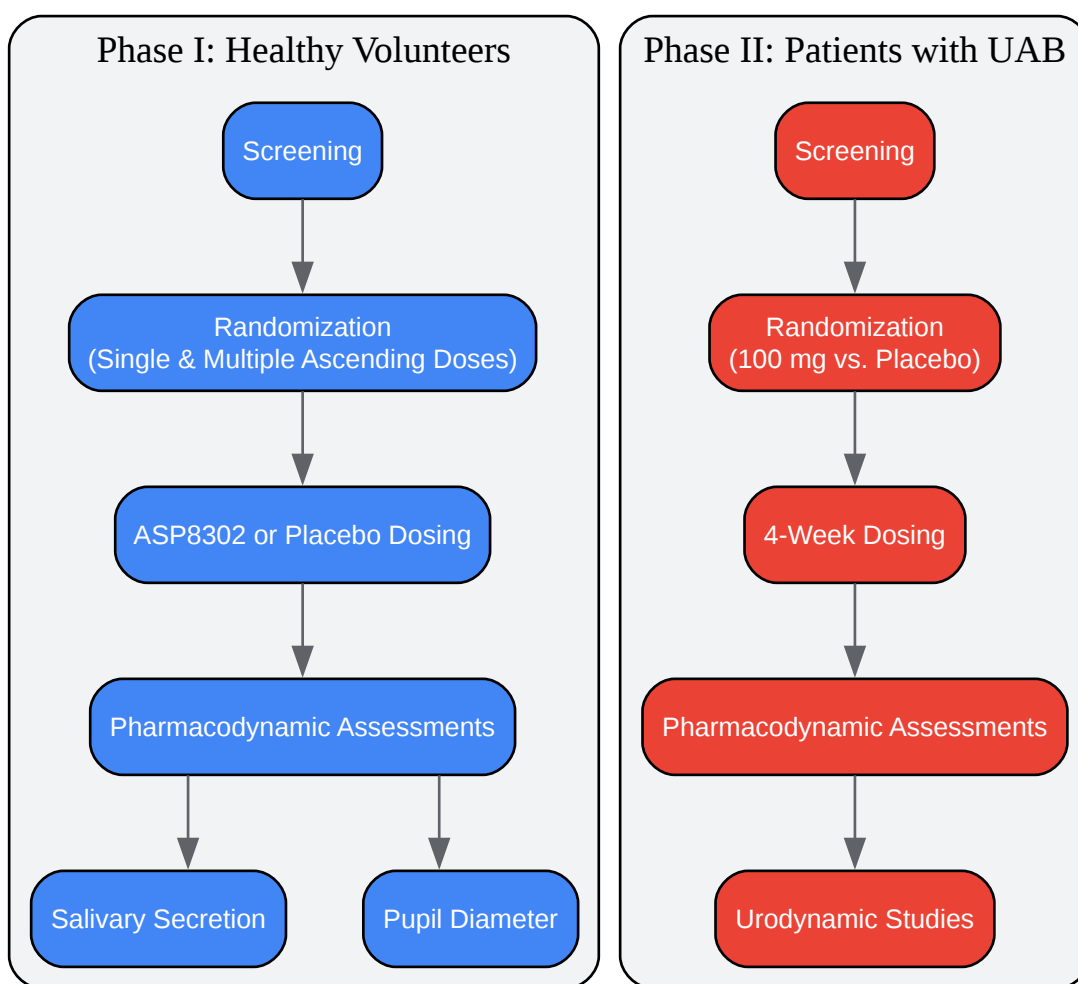 Phase I: Healthy Volunteers
Screening
Randomization
(Single & Multiple Ascending Doses)
ASP8302 or Placebo Dosing
Pharmacodynamic Assessments
Salivary Secretion
Pupil Diameter
Phase II: Patients with UAB
Screening
Randomization
(100 mg vs. Placebo)
4-Week Dosing
Pharmacodynamic Assessments
Urodynamic Studies